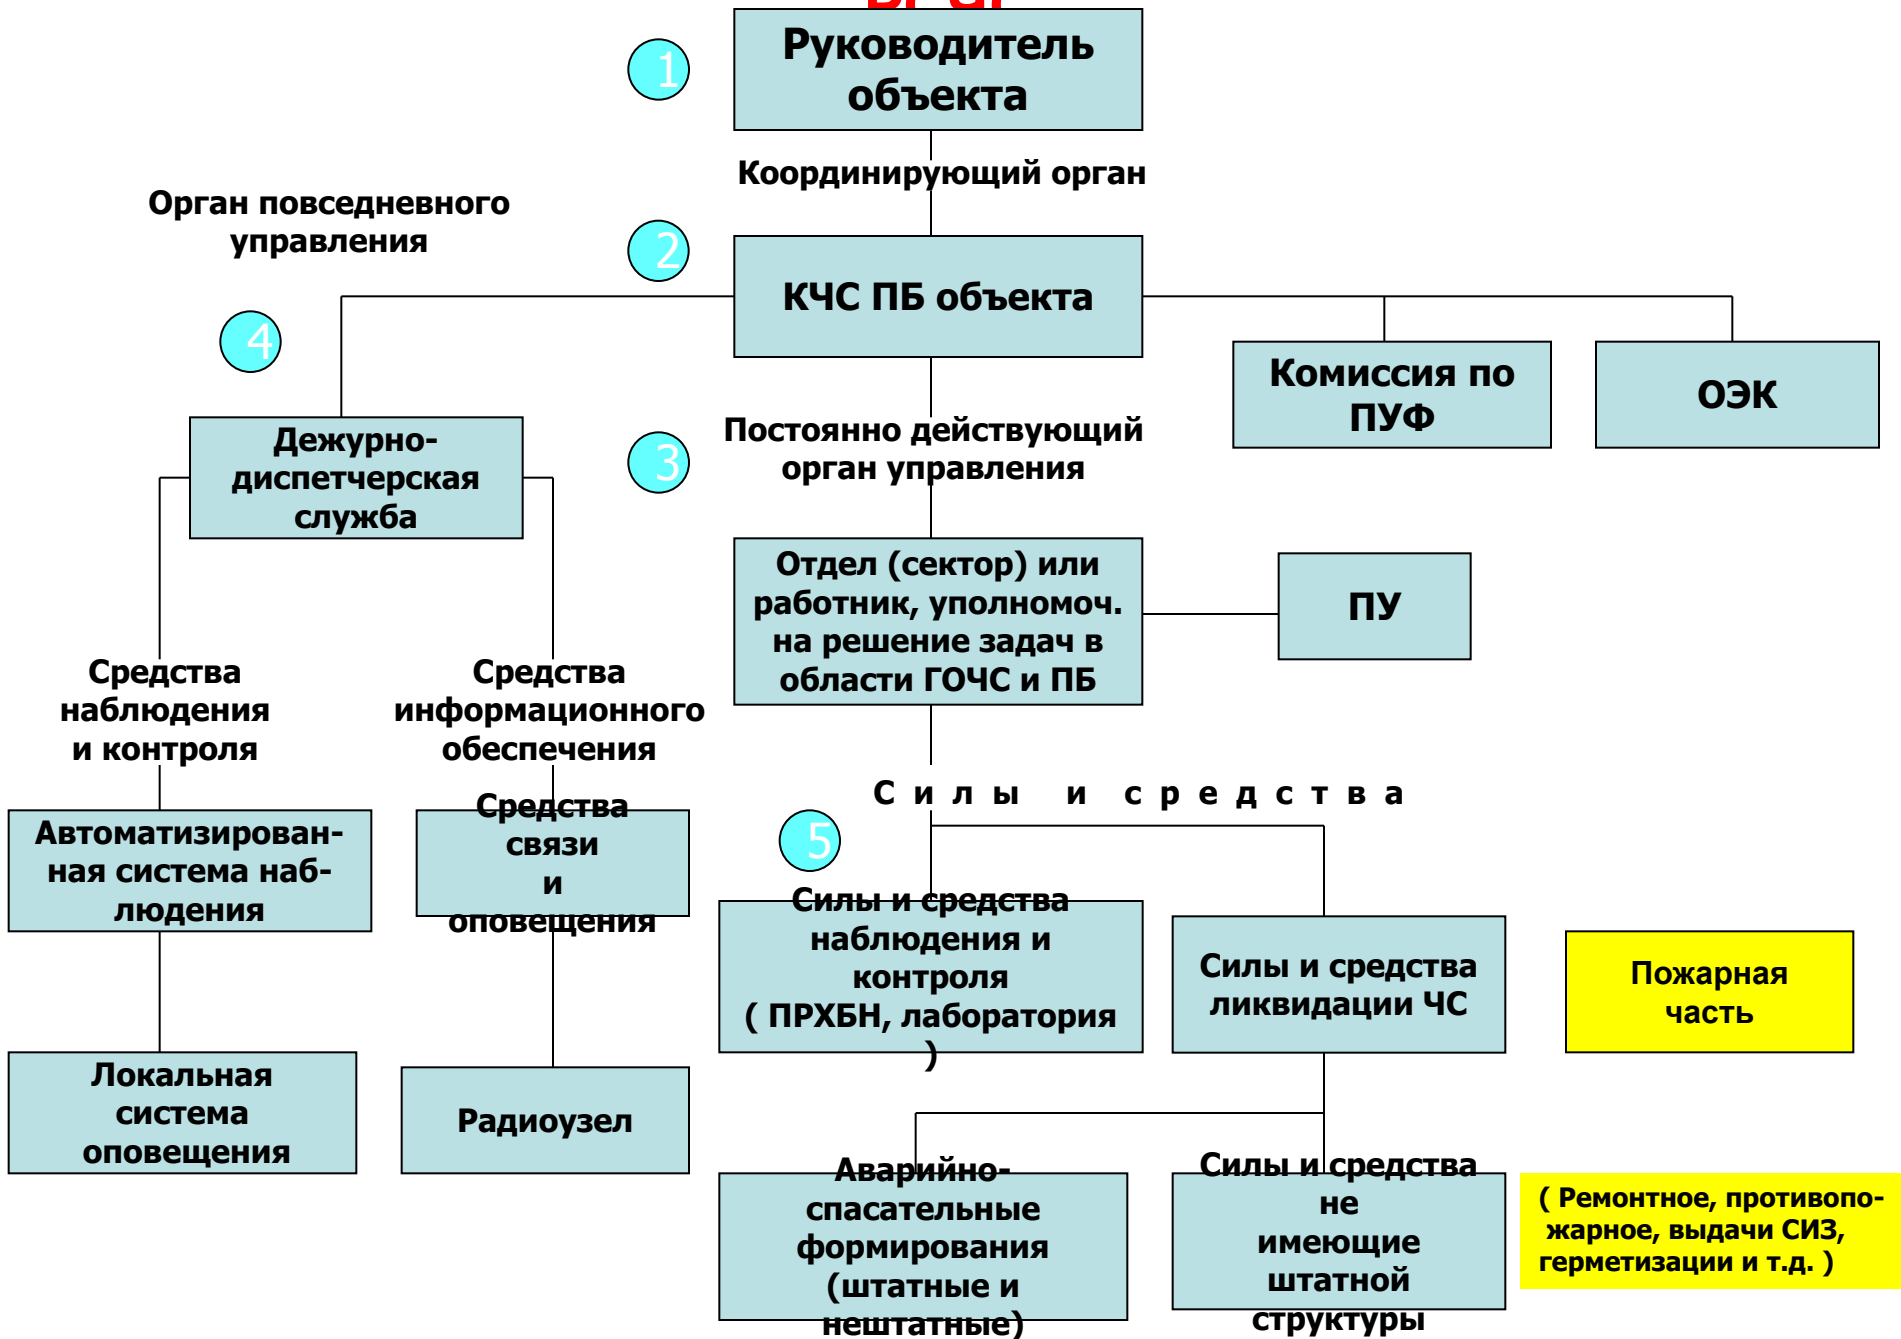 Руководитель
объекта
1
Координирующий орган
Орган повседневного
управления
2
КЧС ПБ объекта
4
Комиссия по
ПУФ
ОЭК
Дежурно-
диспетчерская
служба
3
Постоянно действующий
орган управления
Отдел (сектор) или
работник, уполномоч.
на решение задач в
области ГОЧС и ПБ
ПУ
Средства
наблюдения
и контроля
Средства
информационного
обеспечения
Силы и средства
Автоматизирован-
ная система наб-
людения
Средства
связи
и
оповещения
5
Силы и средства
наблюдения и
контроля
( ПРХБН, лаборатория
)
Силы и средства
ликвидации ЧС
Пожарная
часть
Локальная
система
оповещения
Радиоузел
Аварийно-
спасательные
формирования
(штатные и
нештатные)
Силы и средства
не
имеющие
штатной
структуры
( Ремонтное, противопо-
жарное, выдачи СИЗ,
герметизации и т.д. )